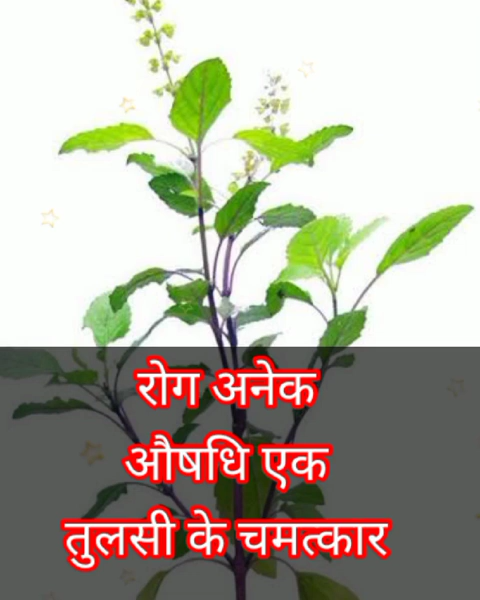 रोग अनेक
औषधि एक
तुलसी के चमत्कार